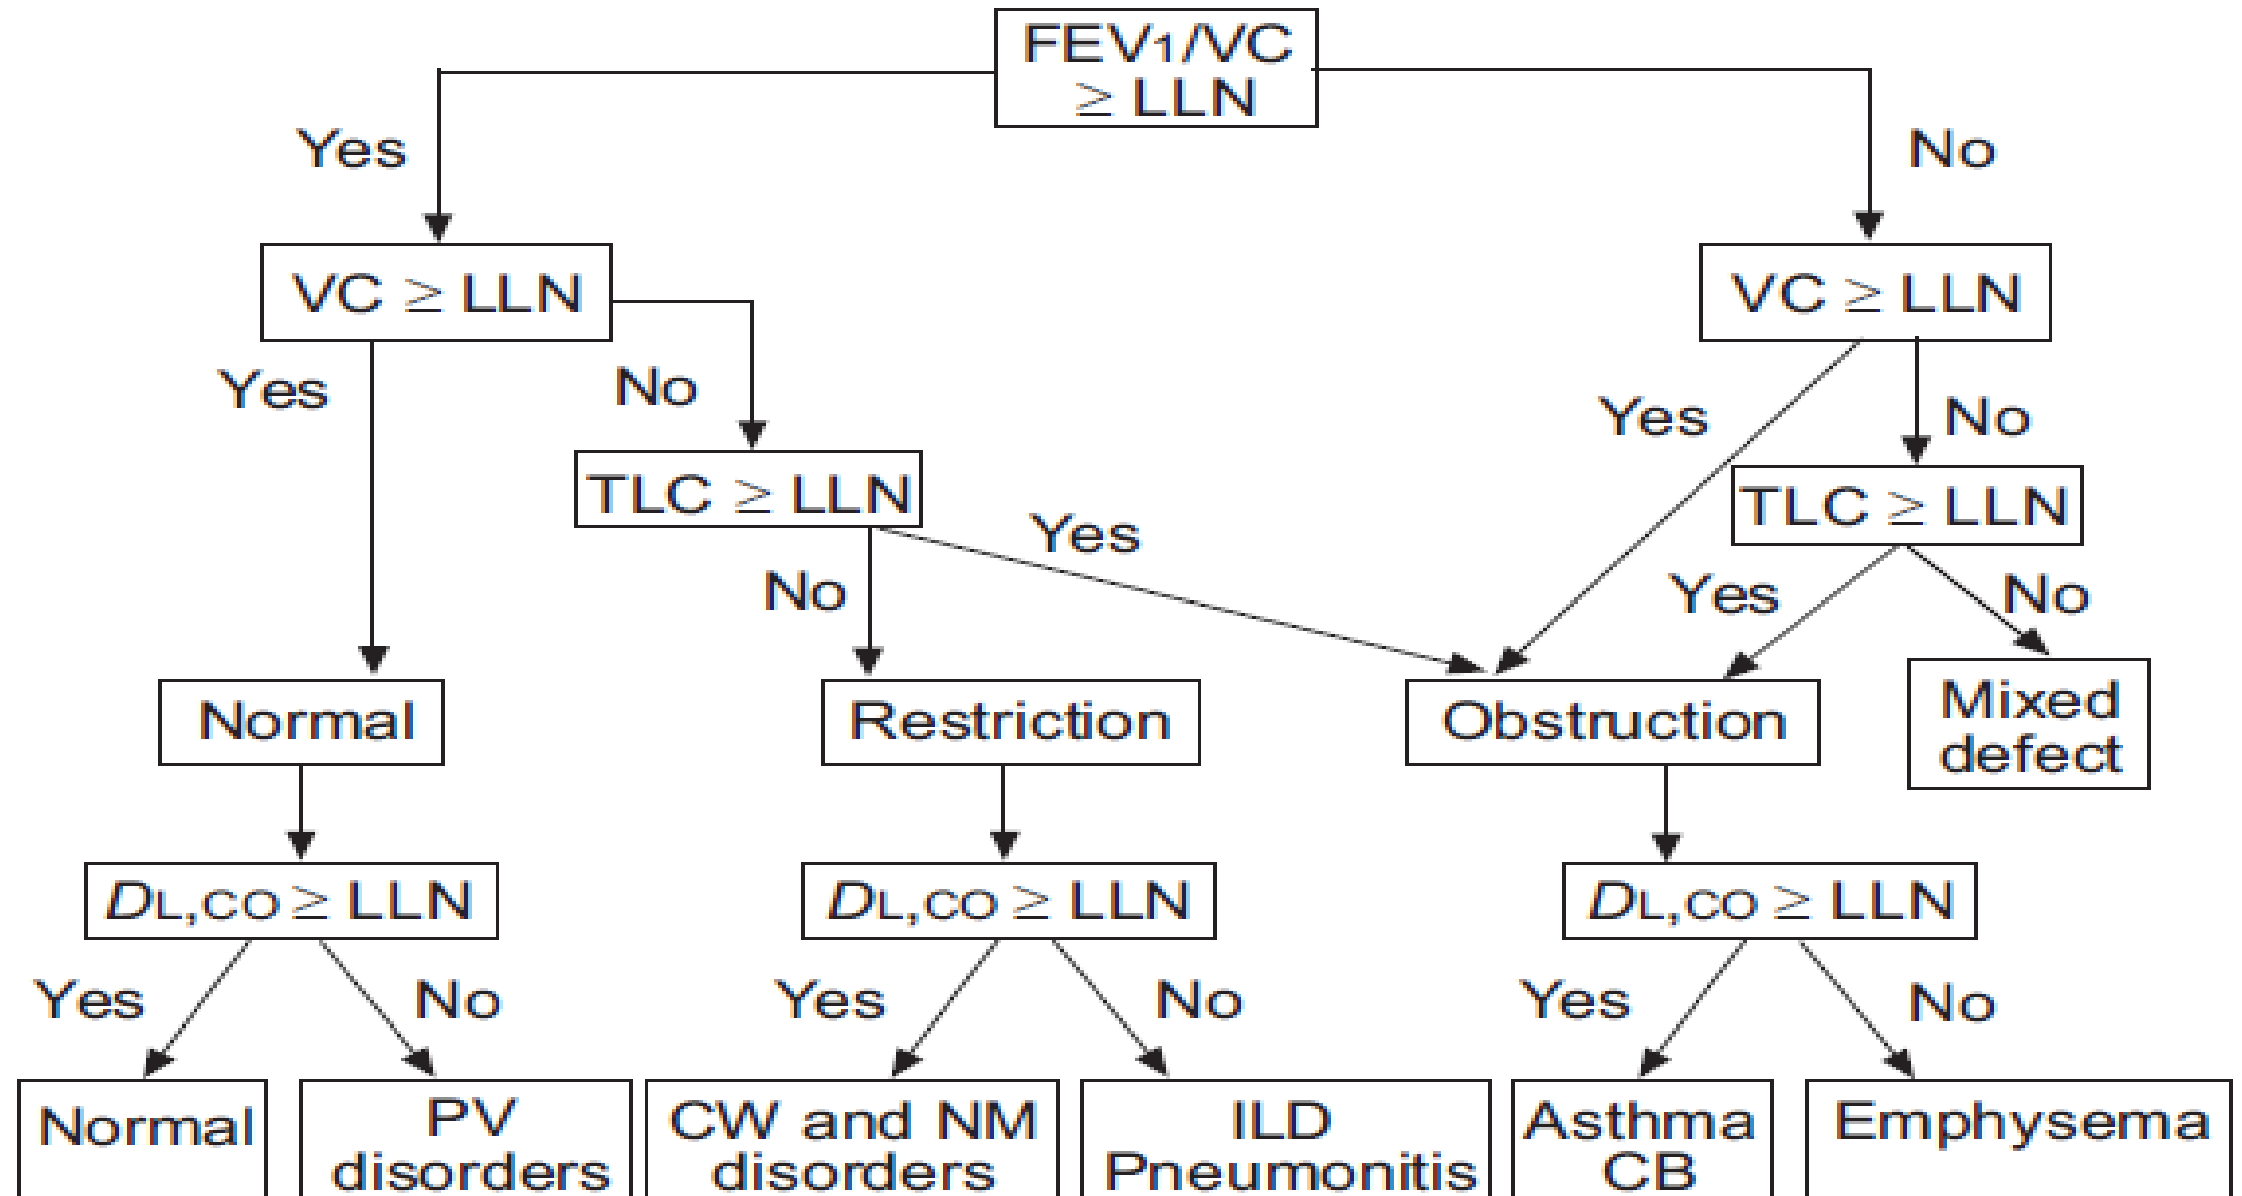 FEV1/VC
≥ LLN
Yes
No
VC ≥ LLN
VC ≥ LLN
Yes
No
Yes
No
TLC ≥ LLN
TLC ≥ LLN
Yes
No
Yes
No
Normal
Restriction
Obstruction
Mixed
defect
DL,CO ≥ LLN
DL,CO ≥ LLN
DL,CO ≥ LLN
Yes
No
Yes
No
Yes
No
Normal
PV
disorders
CW and NM
disorders
ILD
Pneumonitis
Asthma
CB
Emphysema